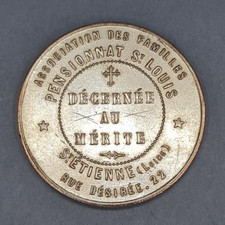 ASSOCIATION DES FAMILLES
PENSIONNAT ST LOUIS
DÉCERNÉE
AU
MÉRITE
ST ÉTIENNE (Loire)
RUE DÉSIRÉE. 22